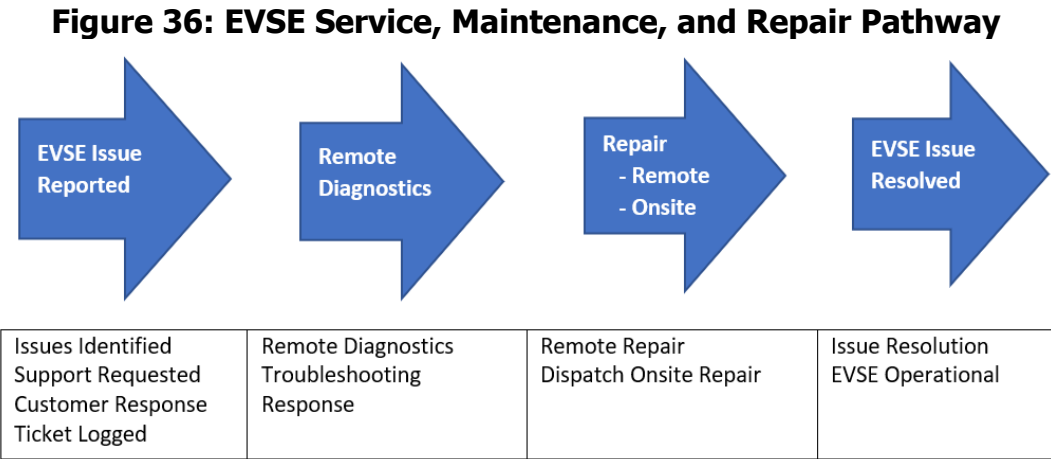 Figure 36: EVSE Service, Maintenance, and Repair Pathway
EVSE Issue
Reported
Remote
Diagnostics
Repair
- Remote
- Onsite
EVSE Issue
Resolved
Issues Identified
Support Requested
Customer Response
Ticket Logged
Remote Diagnostics
Troubleshooting
Response
Remote Repair
Dispatch Onsite Repair
Issue Resolution
EVSE Operational